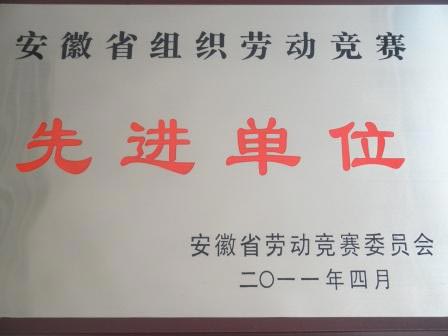 安徽省组织劳动竞赛
先进单位
安徽省劳动竞赛委员会
二〇一一年四月